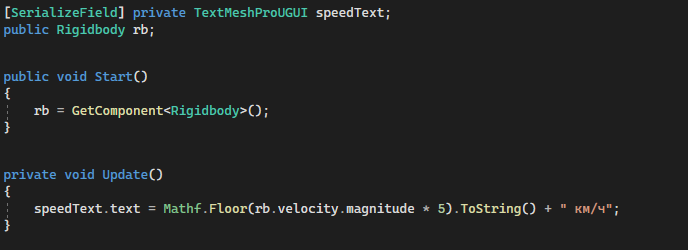 [SerializeField] private TextMeshProUGUI speedText;
public Rigidbody rb;
public void Start()
{
rb = GetComponent<Rigidbody>();
}
private void Update()
{
speedText.text = Mathf.Floor(rb.velocity.magnitude * 5).ToString() + " км/ч";
}